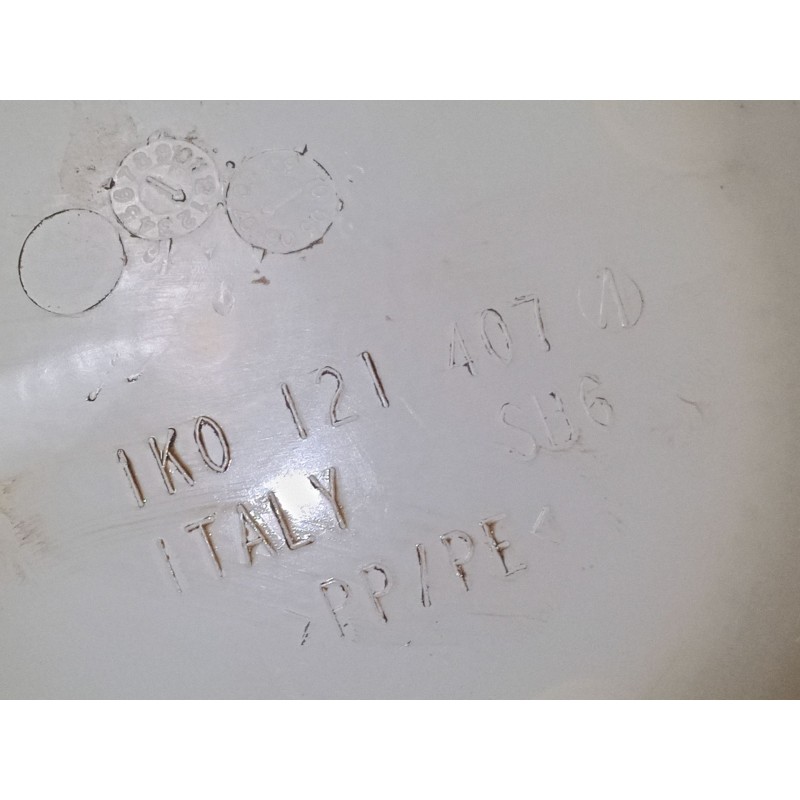 1K0 121 407 A
SU6
ITALY
>PP/PE<